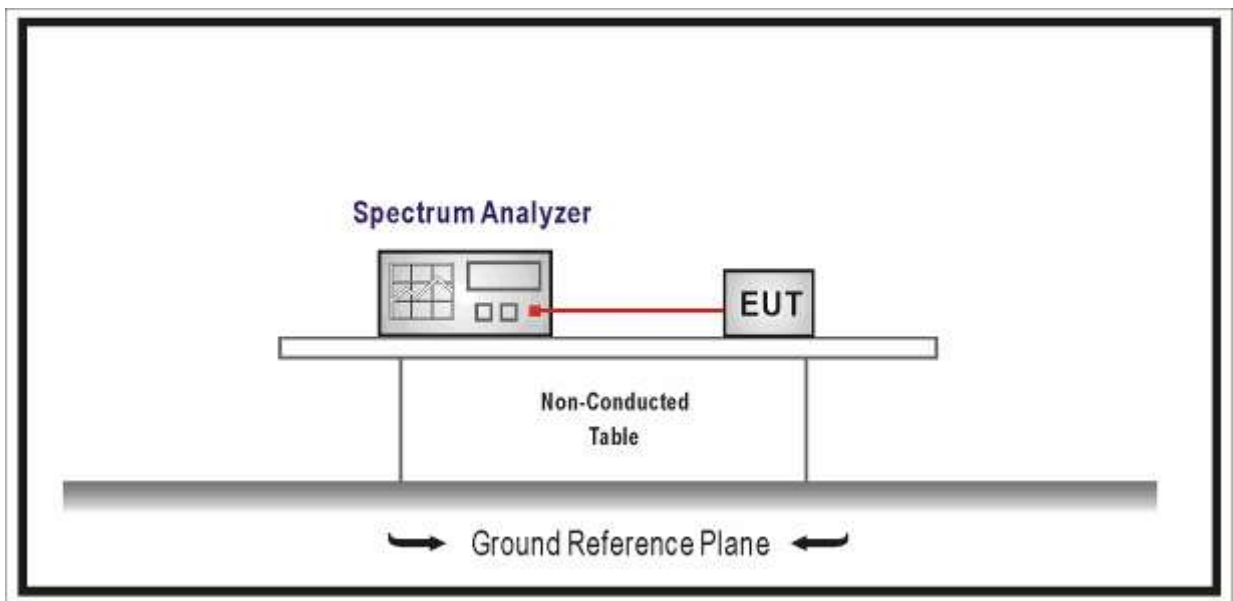 Spectrum Analyzer
EUT
Non-Conducted
Table
Ground Reference Plane